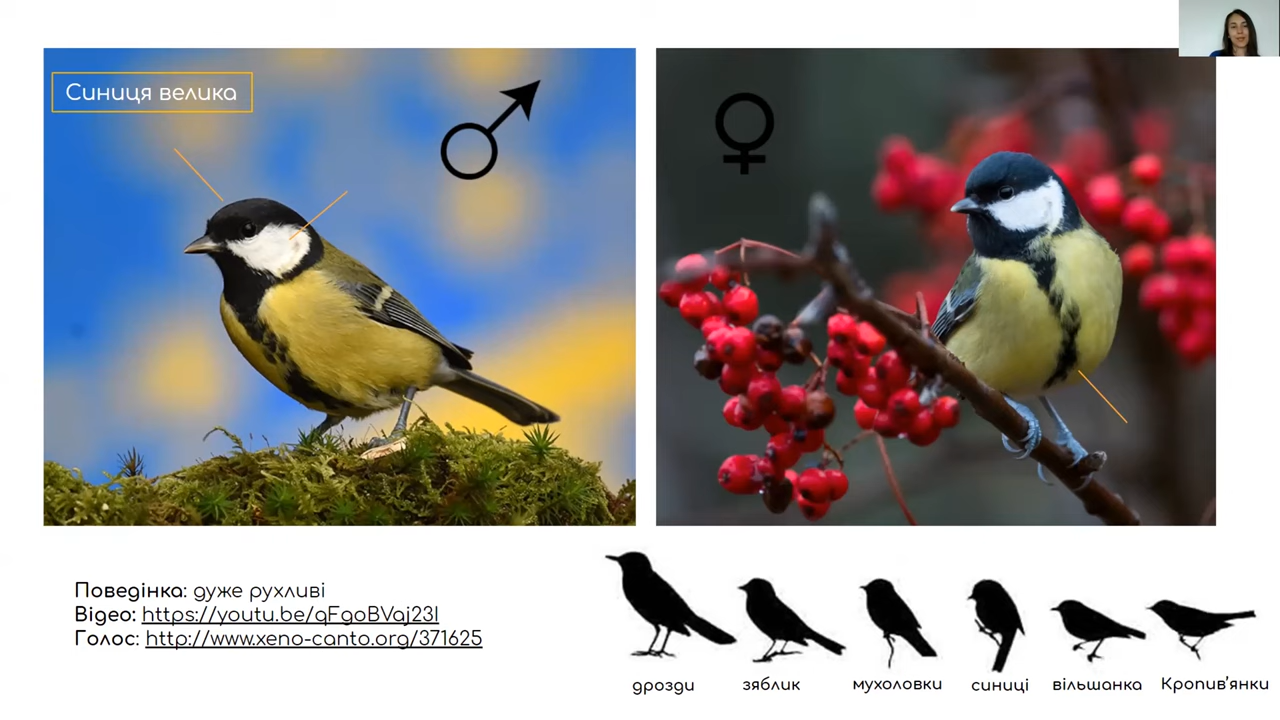 Синиця велика
Поведінка: дуже рухливі
Відео: https://youtu.be/qFgoBVaj23I
Голос: http://www.xeno-canto.org/371625
дрозди зяблик мухоловки синиці вільшанка Кропив'янки